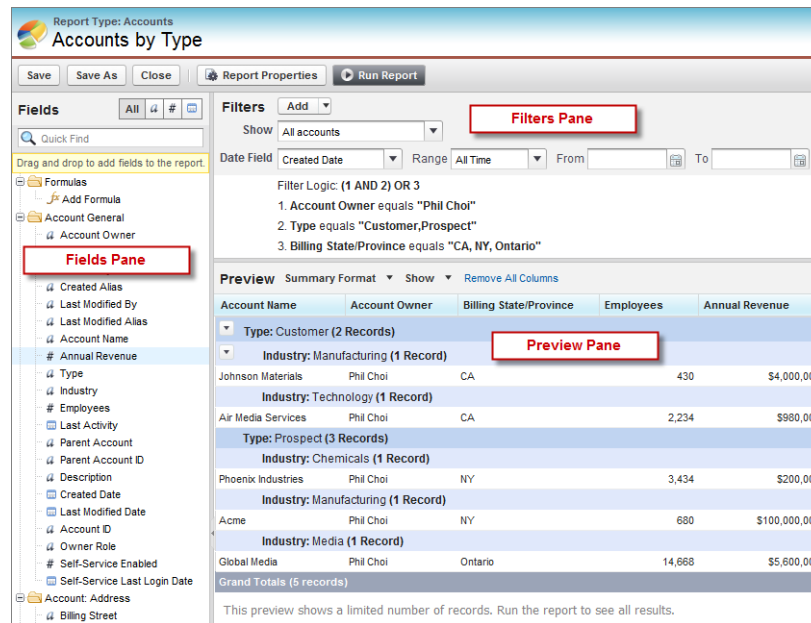 Report Type: Accounts
Accounts by Type
Save Save As Close Report Properties Run Report
Fields All a #
Quick Find
Drag and drop to add fields to the report.
Formulas
fx Add Formula
Account General
a Account Owner
Fields Pane
a Created Alias
a Last Modified By
a Last Modified Alias
a Account Name
# Annual Revenue
a Type
a Industry
# Employees
Last Activity
a Parent Account
a Parent Account ID
a Description
Created Date
Last Modified Date
a Account ID
a Owner Role
# Self-Service Enabled
Self-Service Last Login Date
Account: Address
a Billing Street
Filters Add
Filters Pane
Show All accounts
Date Field Created Date Range All Time From To
Filter Logic: (1 AND 2) OR 3
1. Account Owner equals "Phil Choi"
2. Type equals "Customer,Prospect"
3. Billing State/Province equals "CA, NY, Ontario"
Preview Summary Format Show Remove All Columns
Account Name Account Owner Billing State/Province Employees Annual Revenue
Type: Customer (2 Records)
Preview Pane
Industry: Manufacturing (1 Record)
Johnson Materials Phil Choi CA 430 $4,000,00
Industry: Technology (1 Record)
Air Media Services Phil Choi CA 2,234 $980,00
Type: Prospect (3 Records)
Industry: Chemicals (1 Record)
Phoenix Industries Phil Choi NY 3,434 $200,00
Industry: Manufacturing (1 Record)
Acme Phil Choi NY 680 $100,000,00
Industry: Media (1 Record)
Global Media Phil Choi Ontario 14,668 $5,600,00
Grand Totals (5 records)
This preview shows a limited number of records. Run the report to see all results.